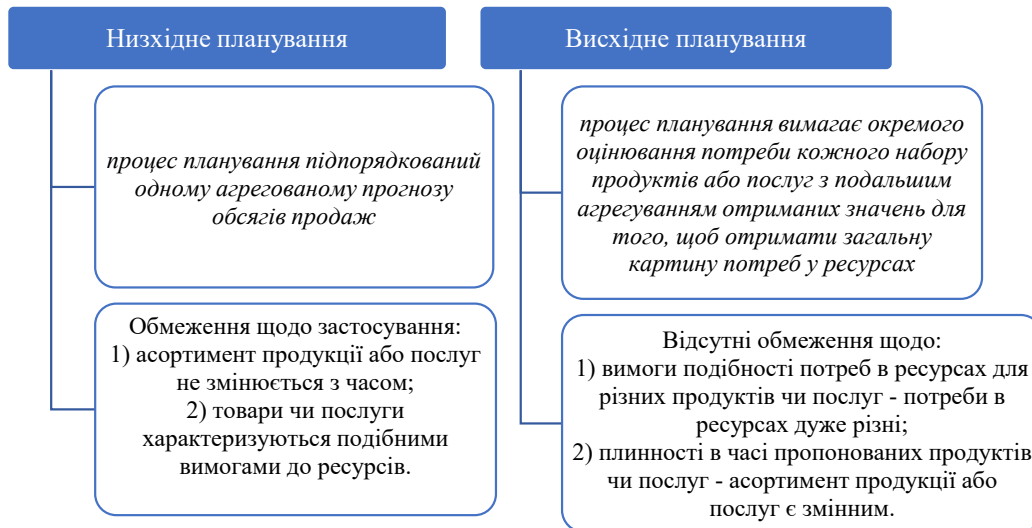 Низхідне планування
процес планування підпорядкований
одному агрегованому прогнозу
обсягів продаж
Обмеження щодо застосування:
1) асортимент продукції або послуг
не змінюється з часом;
2) товари чи послуги
характеризуються подібними
вимогами до ресурсів.
Висхідне планування
процес планування вимагає окремого
оцінювання потреби кожного набору
продуктів або послуг з подальшим
агрегуванням отриманих значень для
того, щоб отримати загальну
картину потреб у ресурсах
Відсутні обмеження щодо:
1) вимоги подібності потреб в ресурсах для
різних продуктів чи послуг - потреби в
ресурсах дуже різні;
2) плинності в часі пропонованих продуктів
чи послуг - асортимент продукції або
послуг є змінним.